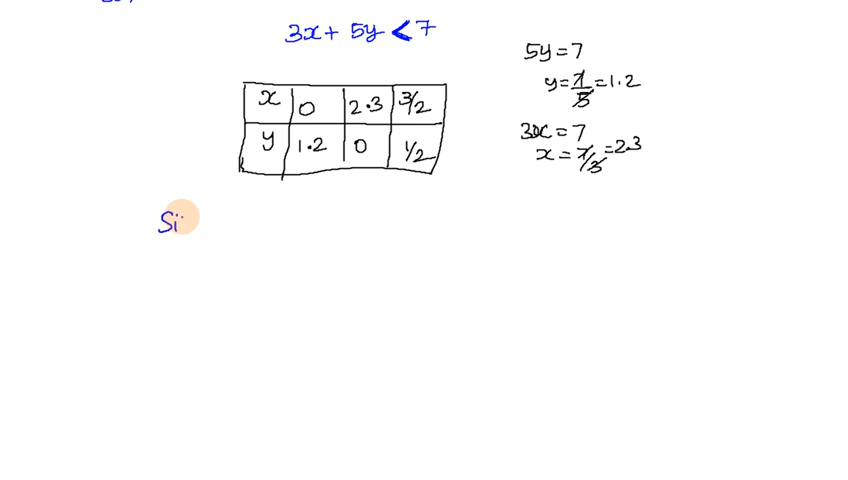 3x + 5y < 7
5y = 7
y = 7/5 = 1.2
x 0 2.3 3/2
y 1.2 0 1/2
3x = 7
x = 7/3 = 2.3
Si